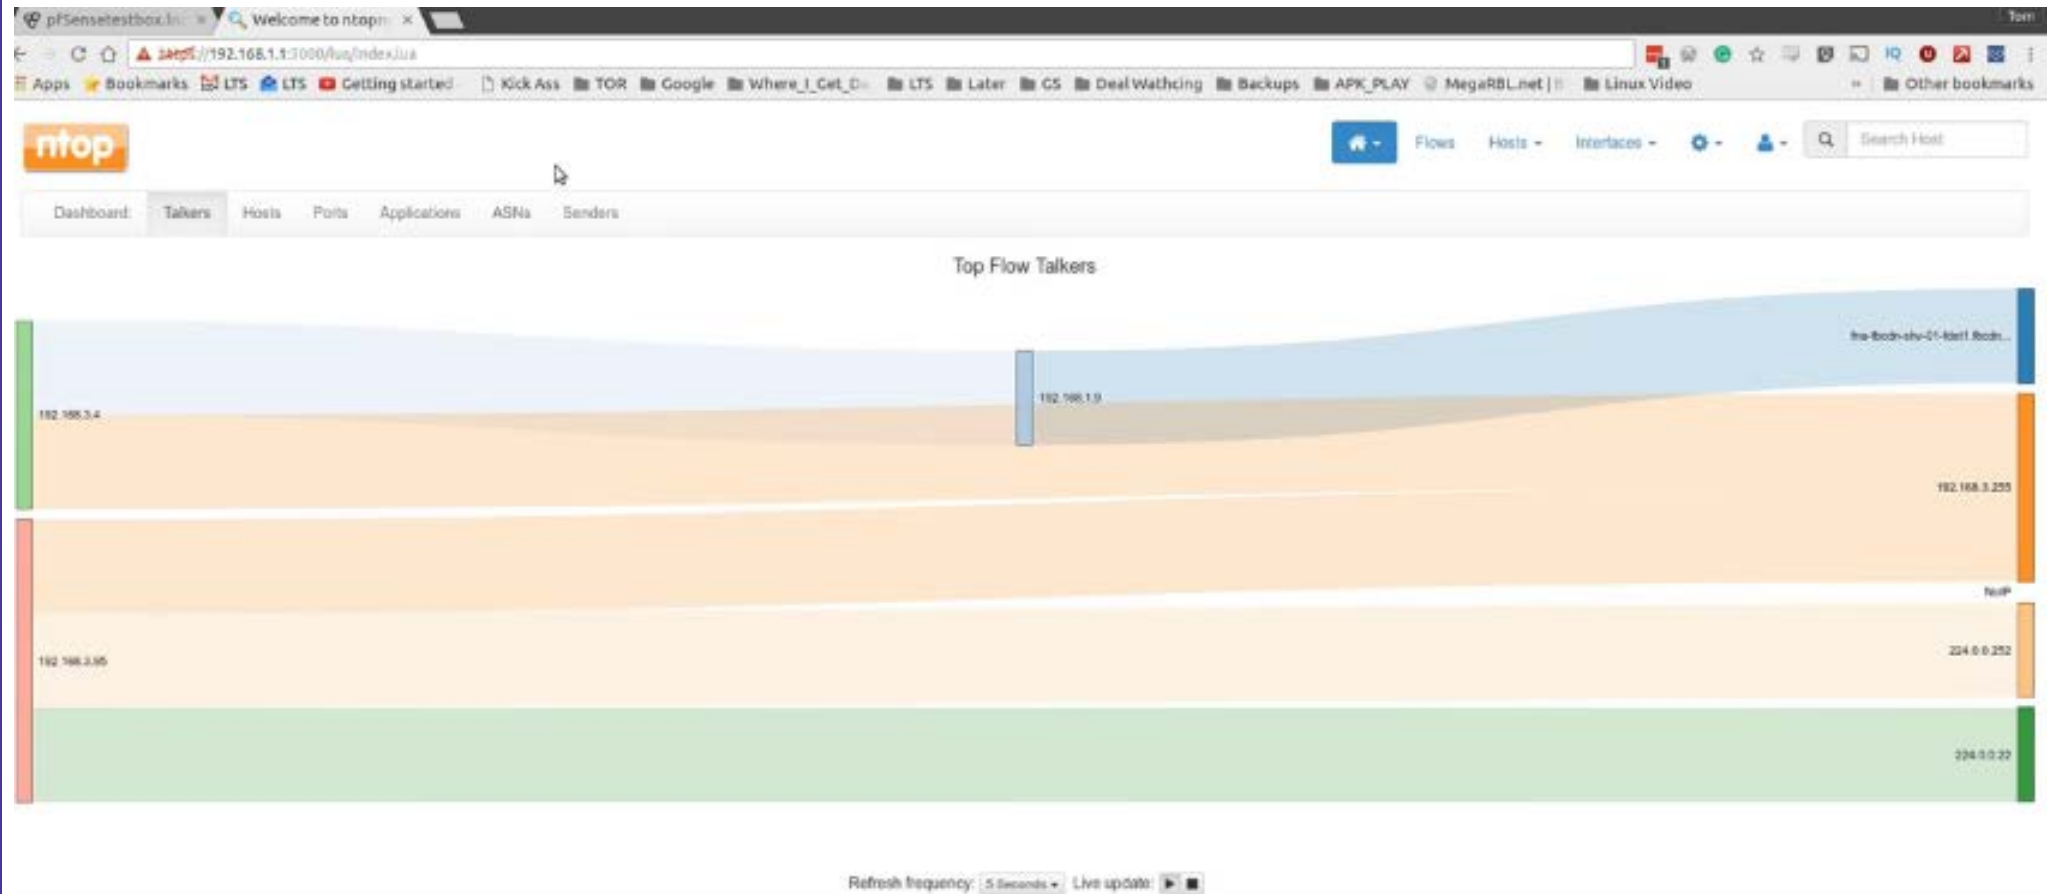 pfSensetestbox.lo
Welcome to ntopn
Tom
https://192.168.1.1:3000/lua/index.lua
Apps Bookmarks LTS LTS Getting started Kick Ass TOR Google Where_I_Get_D LTS Later GS Deal Wathcing Backups APK_PLAY MegaRBL.net | Linux Video » Other bookmarks
ntop
Flows Hosts Interfaces Search Host
Dashboard: Talkers Hosts Ports Applications ASNs Senders
Top Flow Talkers
192.168.1.9
192.168.3.4
192.168.3.255
NoIP
224.0.0.252
192.168.3.95
224.0.0.22
Refresh frequency: 5 Seconds Live update: